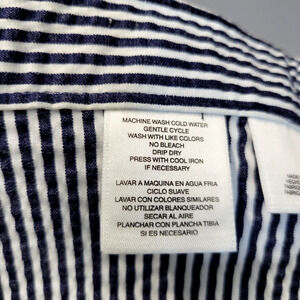 MACHINE WASH COLD WATER
GENTLE CYCLE
WASH WITH LIKE COLORS
NO BLEACH
DRIP DRY
PRESS WITH COOL IRON
IF NECESSARY
LAVAR A MAQUINA EN AGUA FRIA
CICLO SUAVE
LAVAR CON COLORES SIMILARES
NO UTILIZAR BLANQUEADOR
SECAR AL AIRE
PLANCHAR CON PLANCHA TIBIA
SI ES NECESARIO